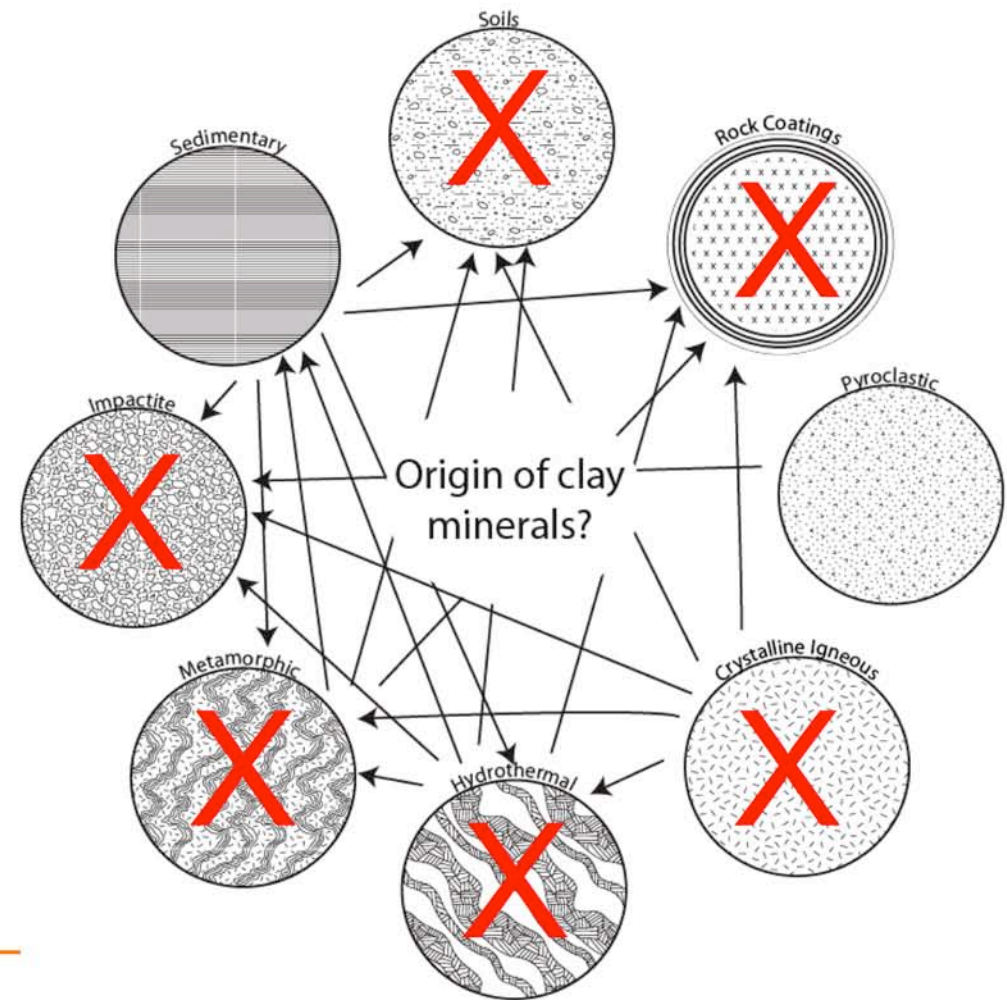 Soils
Sedimentary
Rock Coatings
Impactite
Pyroclastic
Origin of clay
minerals?
Metamorphic
Crystalline Igneous
Hydrothermal